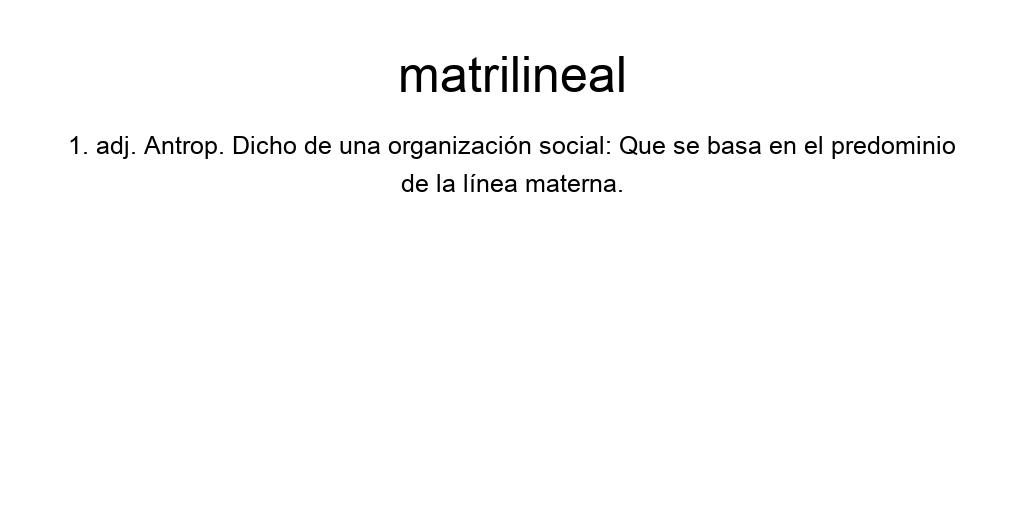 matrilineal
1. adj. Antrop. Dicho de una organización social: Que se basa en el predominio
de la línea materna.